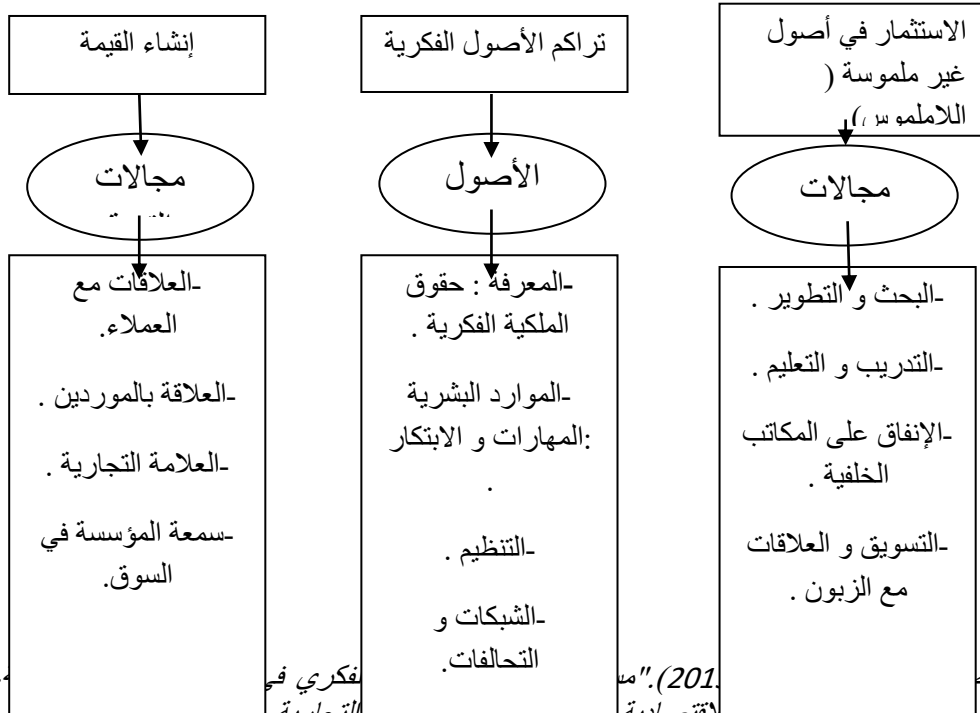 الاستثمار في أصول
غير ملموسة (
اللاملموس)
مجالات
-البحث و التطوير .
-التدريب و التعليم .
-الإنفاق على المكاتب
الخلفية .
-التسويق و العلاقات
مع الزبون .
تراكم الأصول الفكرية
الأصول
-المعرفة : حقوق
الملكية الفكرية .
-الموارد البشرية
:المهارات و الابتكار
.
-التنظيم .
-الشبكات و
التحالفات.
إنشاء القيمة
مجالات
-العلاقات مع
العملاء.
-العلاقة بالموردين .
-العلامة التجارية .
-سمعة المؤسسة في
السوق.